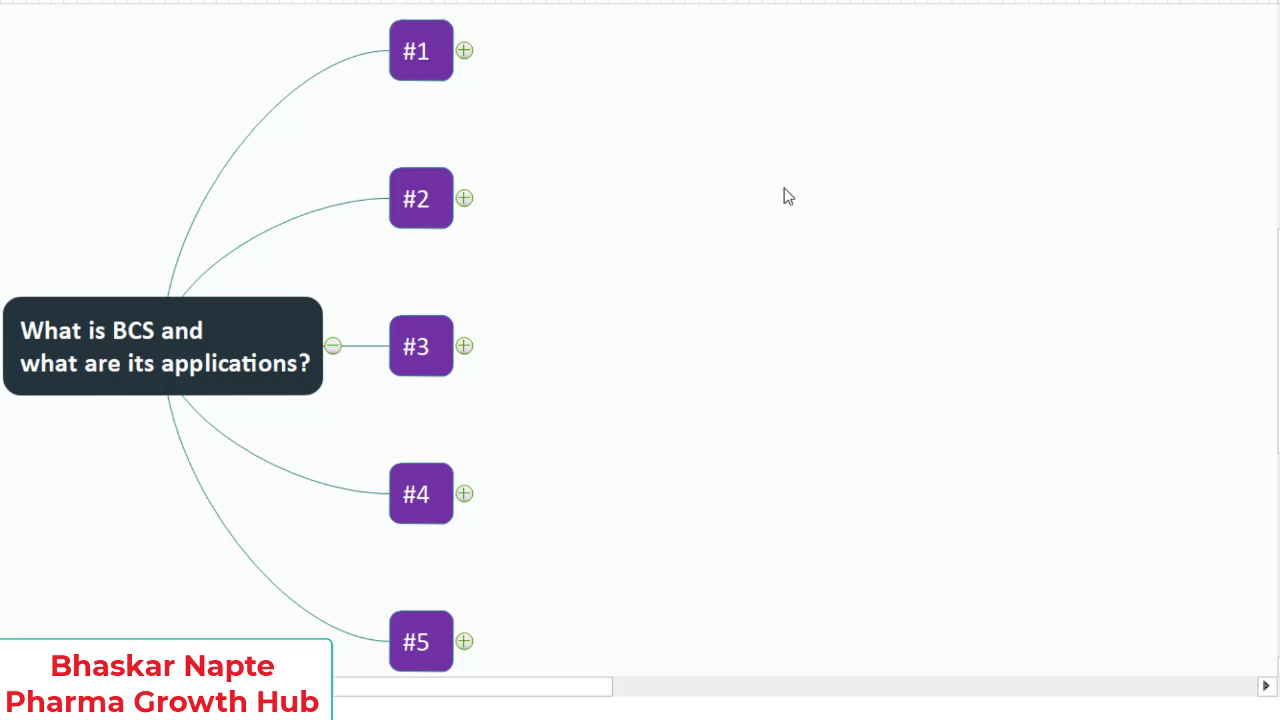 #1
#2
What is BCS and
what are its applications?
#3
#4
#5
Bhaskar Napte
Pharma Growth Hub